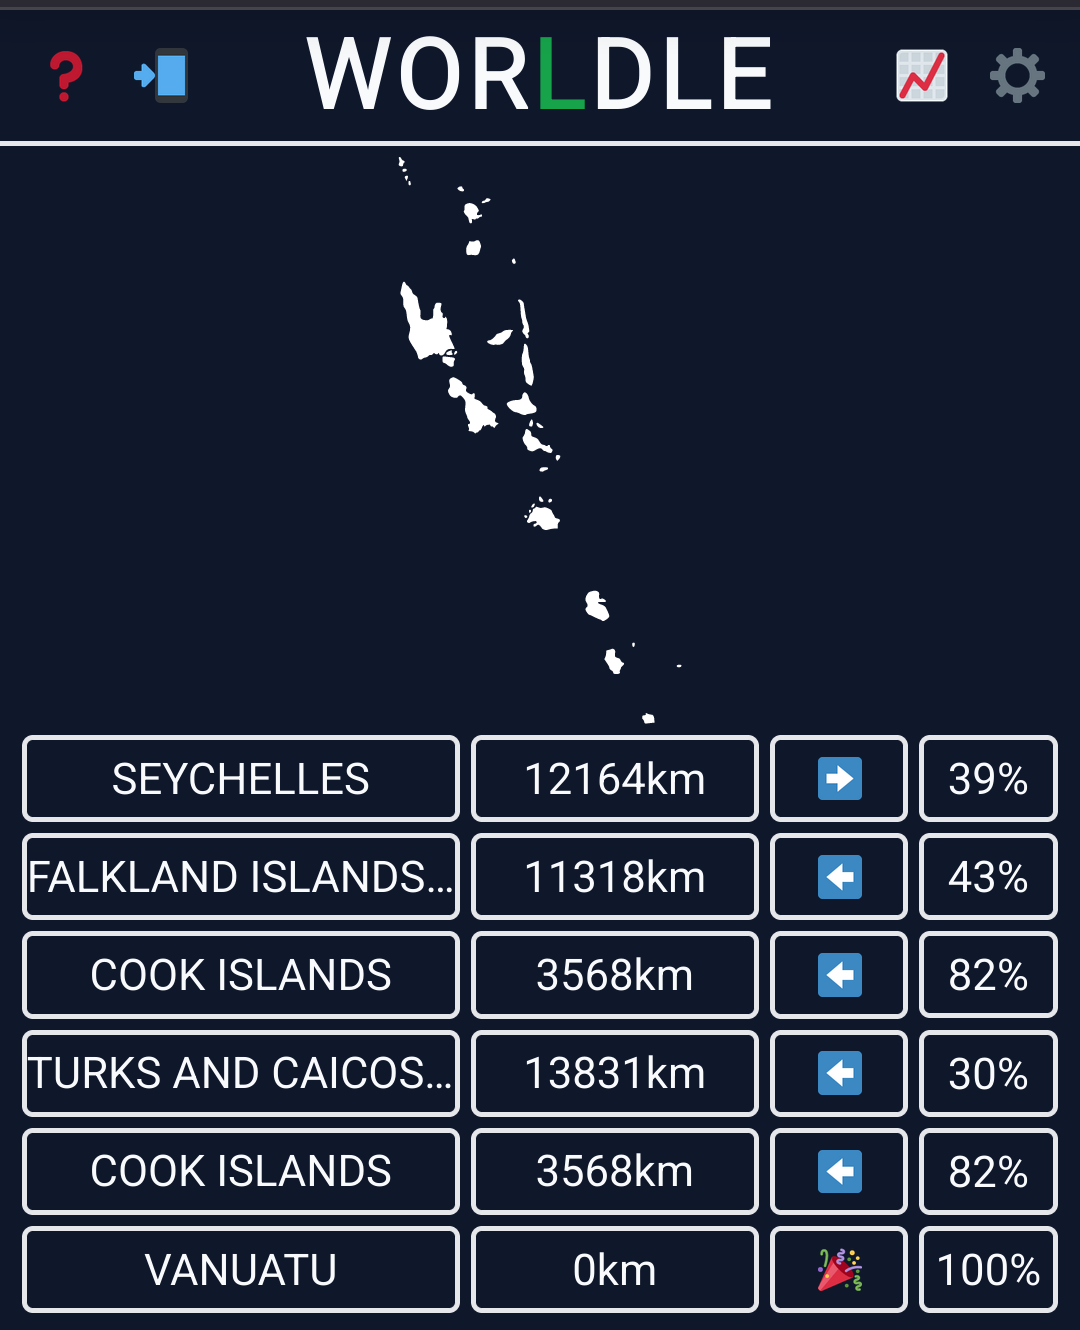 WORLDLE
SEYCHELLES 12164km 39%
FALKLAND ISLANDS... 11318km 43%
COOK ISLANDS 3568km 82%
TURKS AND CAICOS... 13831km 30%
COOK ISLANDS 3568km 82%
VANUATU 0km 100%